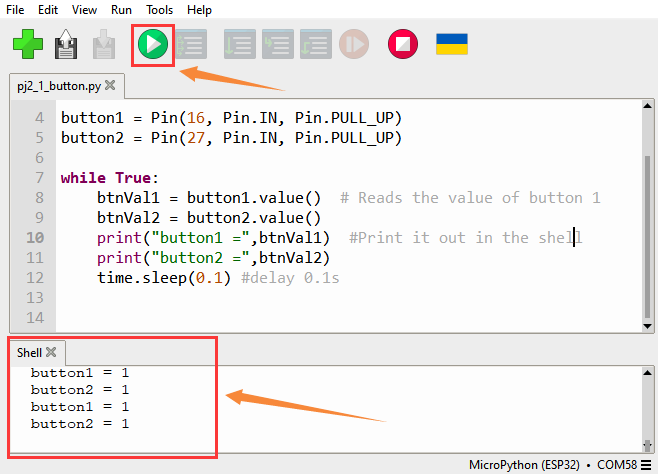 File Edit View Run Tools Help
pj2_1_button.py
4 button1 = Pin(16, Pin.IN, Pin.PULL_UP)
5 button2 = Pin(27, Pin.IN, Pin.PULL_UP)
6
7 while True:
8     btnVal1 = button1.value()  # Reads the value of button 1
9     btnVal2 = button2.value()
10     print("button1 =",btnVal1)  #Print it out in the shell
11     print("button2 =",btnVal2)
12     time.sleep(0.1) #delay 0.1s
13
14
Shell
button1 = 1
button2 = 1
button1 = 1
button2 = 1
MicroPython (ESP32) • COM58